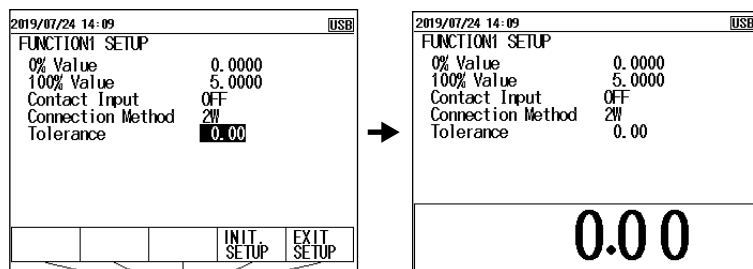 2019/07/24 14:09 USB
FUNCTION1 SETUP
0% Value 0.0000
100% Value 5.0000
Contact Input OFF
Connection Method 2W
Tolerance 0.00
INIT. SETUP EXIT SETUP
2019/07/24 14:09 USB
FUNCTION1 SETUP
0% Value 0.0000
100% Value 5.0000
Contact Input OFF
Connection Method 2W
Tolerance 0.00
0.00